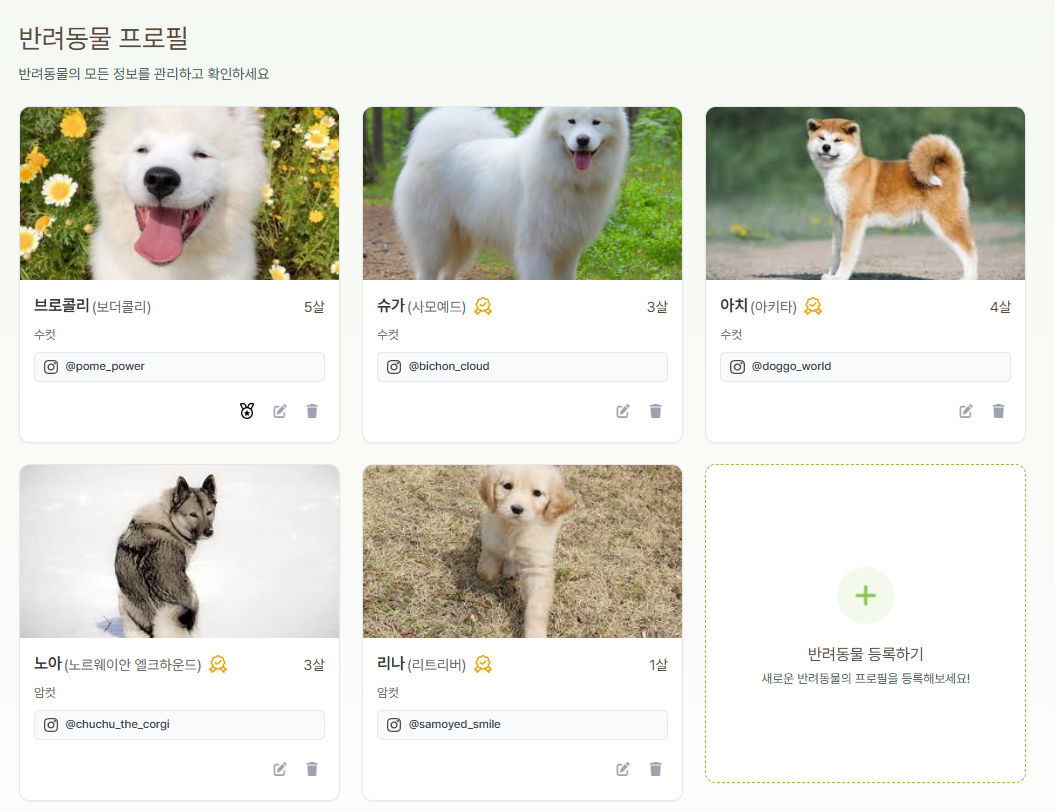 반려동물 프로필
반려동물의 모든 정보를 관리하고 확인하세요
브로콜리 (보더콜리) 5살
수컷
@pome_power
슈가 (사모예드) 3살
수컷
@bichon_cloud
아치 (아키타) 4살
수컷
@doggo_world
노아 (노르웨이안 엘크하운드) 3살
암컷
@chuchu_the_corgi
리나 (리트리버) 1살
암컷
@samoyed_smile
반려동물 등록하기
새로운 반려동물의 프로필을 등록해보세요!